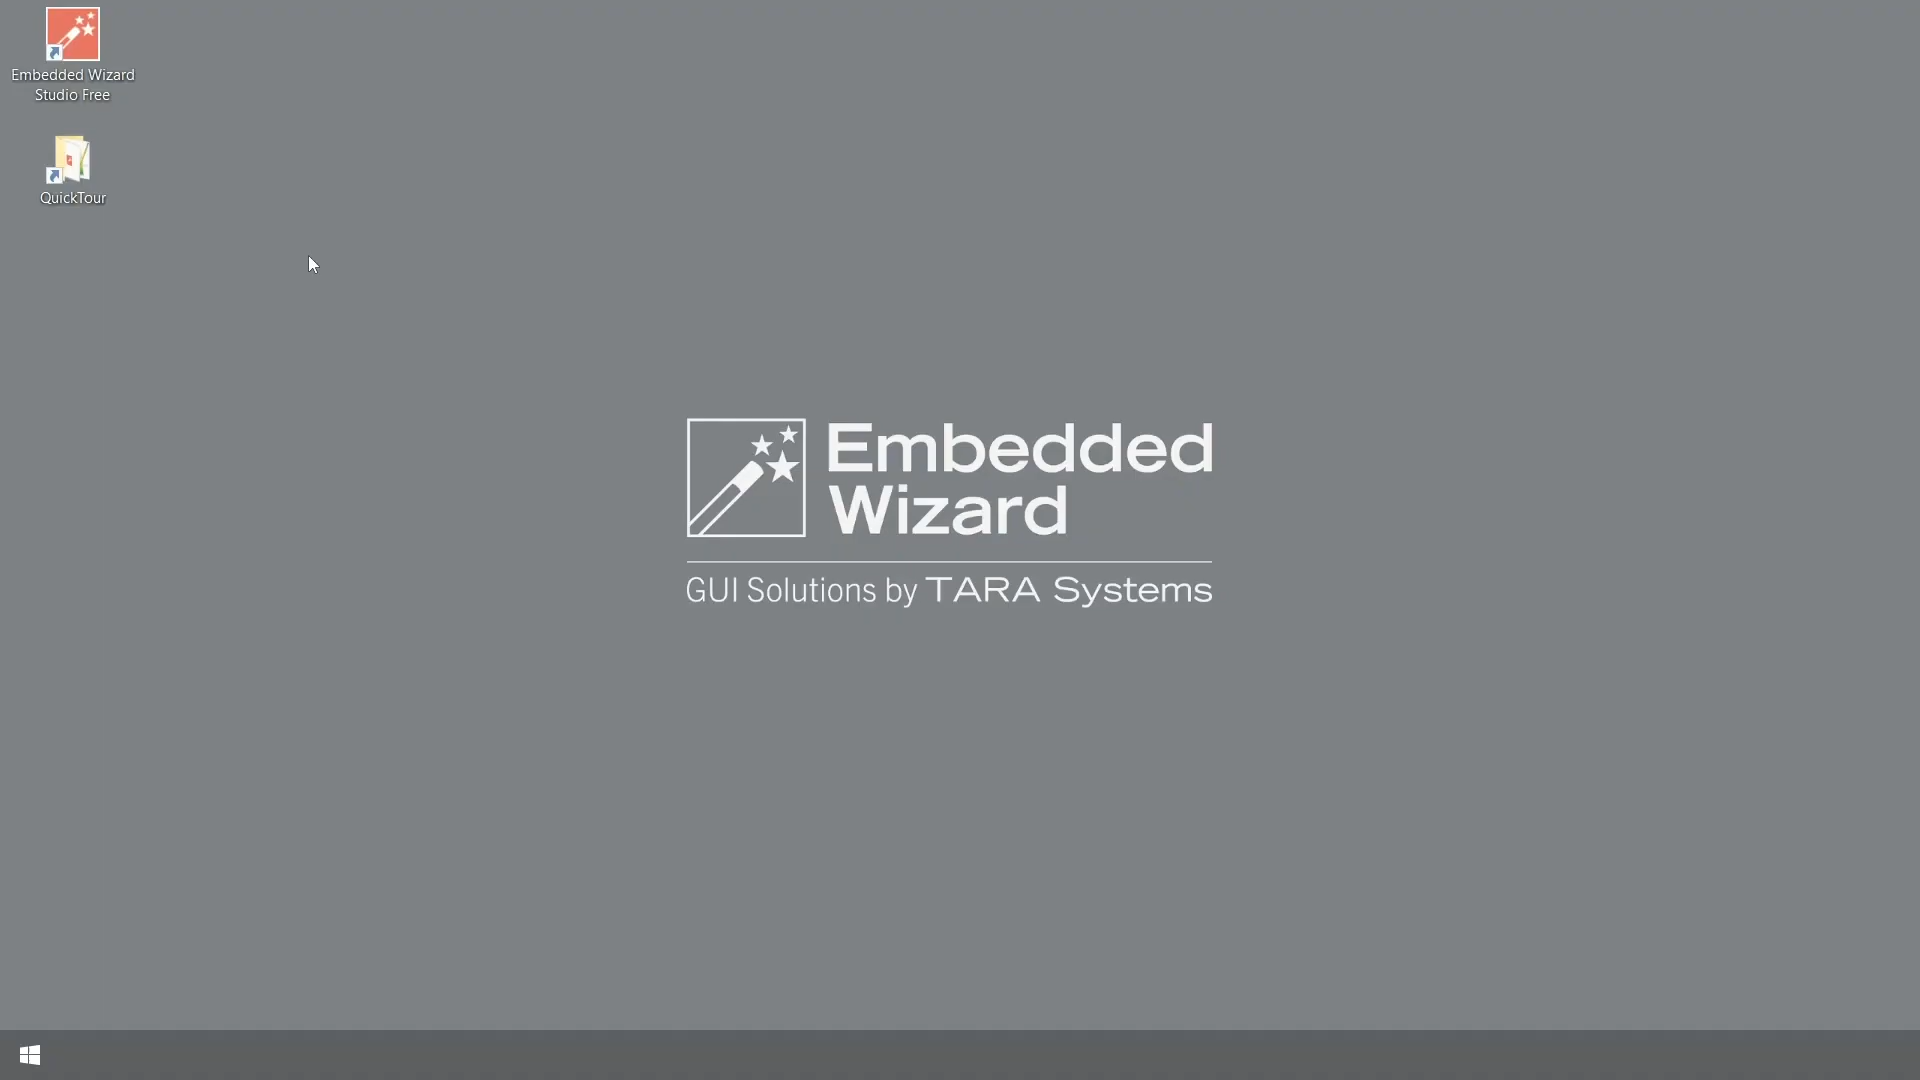 Embedded Wizard
Studio Free
QuickTour
Embedded
Wizard
GUI Solutions by TARA Systems